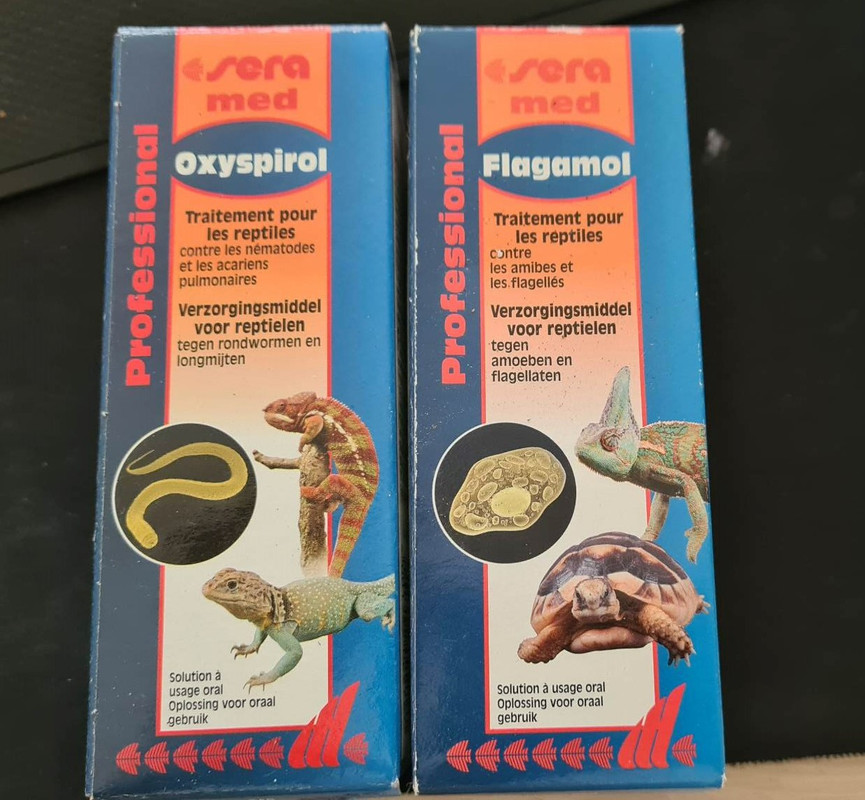 sera
med
Oxyspirol
Professional
Traitement pour
les reptiles
contre les nématodes
et les acariens
pulmonaires
Verzorgingsmiddel
voor reptielen
tegen rondwormen en
longmijten
Solution à
usage oral
Oplossing voor oraal
gebruik
sera
med
Flagamol
Professional
Traitement pour
les reptiles
contre
les amibes et
les flagellés
Verzorgingsmiddel
voor reptielen
tegen
amoeben en
flagellaten
Solution à usage oral
Oplossing voor oraal
gebruik